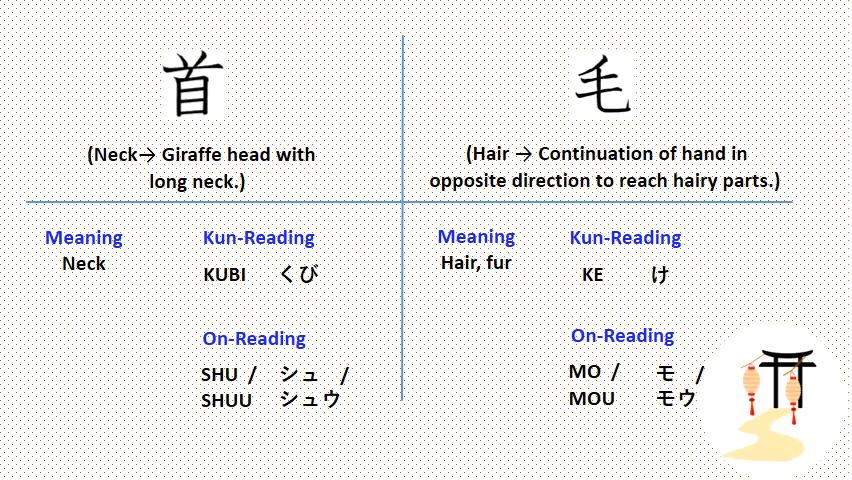 首
(Neck→ Giraffe head with
long neck.)
Meaning
Neck
Kun-Reading
KUBI くび
On-Reading
SHU / シュ /
SHUU シュウ
毛
(Hair → Continuation of hand in
opposite direction to reach hairy parts.)
Meaning
Hair, fur
Kun-Reading
KE け
On-Reading
MO / モ /
MOU モウ